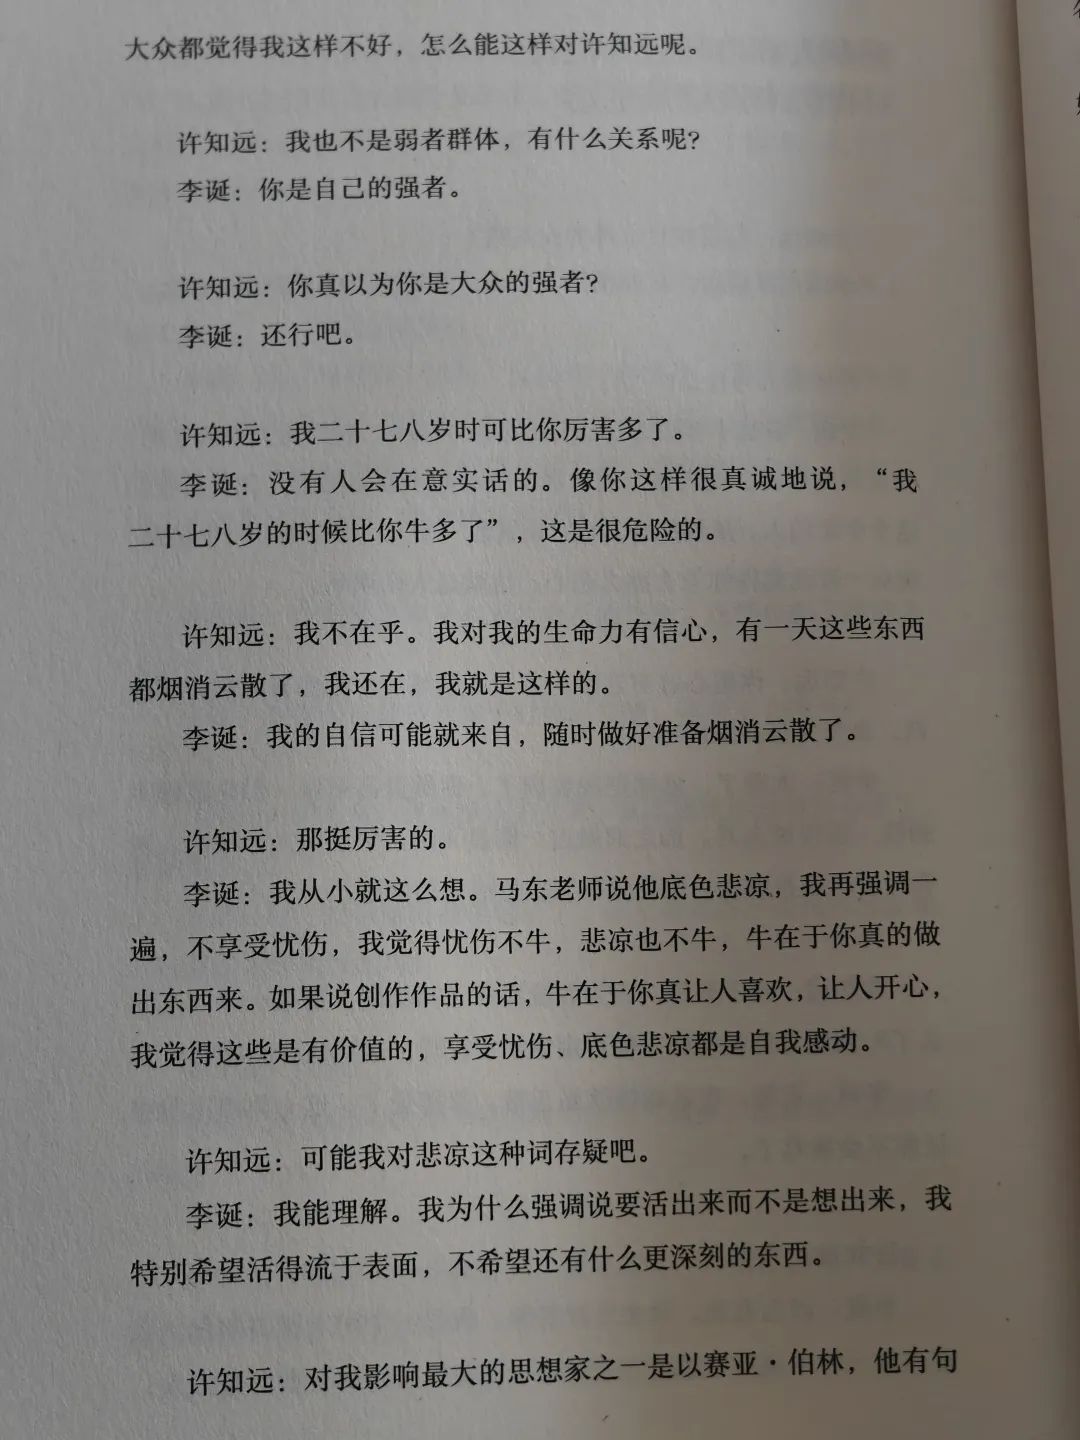 大众都觉得我这样不好，怎么能这样对许知远呢。
许知远：我也不是弱者群体，有什么关系呢？
李诞：你是自己的强者。
许知远：你真以为你是大众的强者？
李诞：还行吧。
许知远：我二十七八岁时可比你厉害多了。
李诞：没有人会在意实话的。像你这样很真诚地说，“我
二十七八岁的时候比你牛多了”，这是很危险的。
许知远：我不在乎。我对我的生命力有信心，有一天这些东西
都烟消云散了，我还在，我就是这样的。
李诞：我的自信可能就来自，随时做好准备烟消云散了。
许知远：那挺厉害的。
李诞：我从小就这么想。马东老师说他底色悲凉，我再强调一
遍，不享受忧伤，我觉得忧伤不牛，悲凉也不牛，牛在于你真的做
出东西来。如果说创作作品的话，牛在于你真让人喜欢，让人开心，
我觉得这些是有价值的，享受忧伤、底色悲凉都是自我感动。
许知远：可能我对悲凉这种词存疑吧。
李诞：我能理解。我为什么强调说要活出来而不是想出来，我
特别希望活得流于表面，不希望还有什么更深刻的东西。
许知远：对我影响最大的思想家之一是以赛亚·伯林，他有句